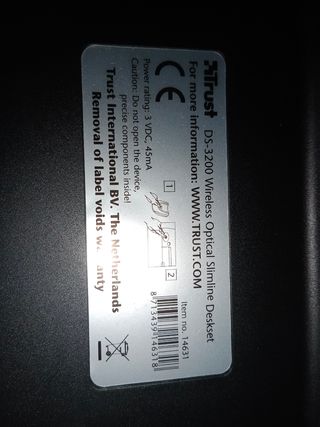 Trust DS-3200 Wireless Optical Slimline Deskset
For more information: WWW.TRUST.COM
CE
1
2
Item no. 14631
8 713439 146318
Power rating: 3 VDC, 45mA
Caution: Do not open the device,
precise components inside!
Trust International BV. The Netherlands
Removal of label voids warranty